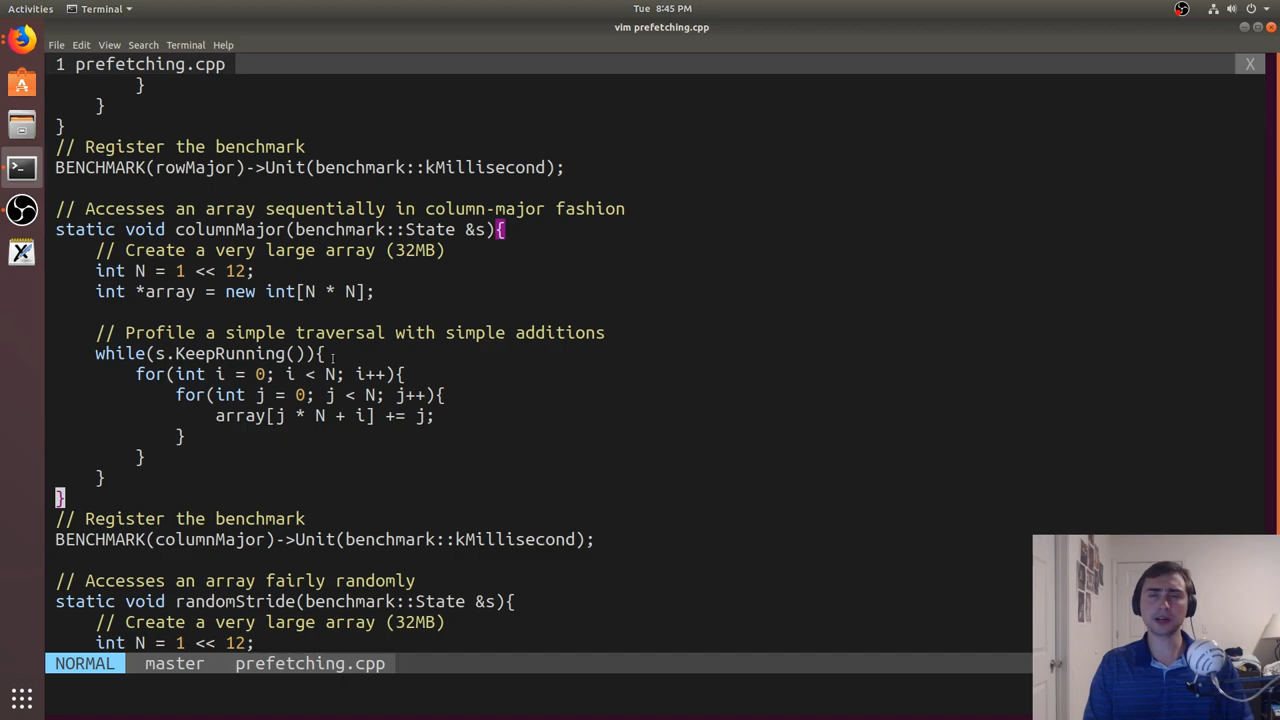 Activities
Terminal
Tue 8:45 PM
vim prefetching.cpp
File Edit View Search Terminal Help
1 prefetching.cpp X
}
}
}
// Register the benchmark
BENCHMARK(rowMajor)->Unit(benchmark::kMillisecond);
// Accesses an array sequentially in column-major fashion
static void columnMajor(benchmark::State &s){
// Create a very large array (32MB)
int N = 1 << 12;
int *array = new int[N * N];
// Profile a simple traversal with simple additions
while(s.KeepRunning()){
for(int i = 0; i < N; i++){
for(int j = 0; j < N; j++){
array[j * N + i] += j;
}
}
}
}
// Register the benchmark
BENCHMARK(columnMajor)->Unit(benchmark::kMillisecond);
// Accesses an array fairly randomly
static void randomStride(benchmark::State &s){
// Create a very large array (32MB)
int N = 1 << 12;
NORMAL master prefetching.cpp